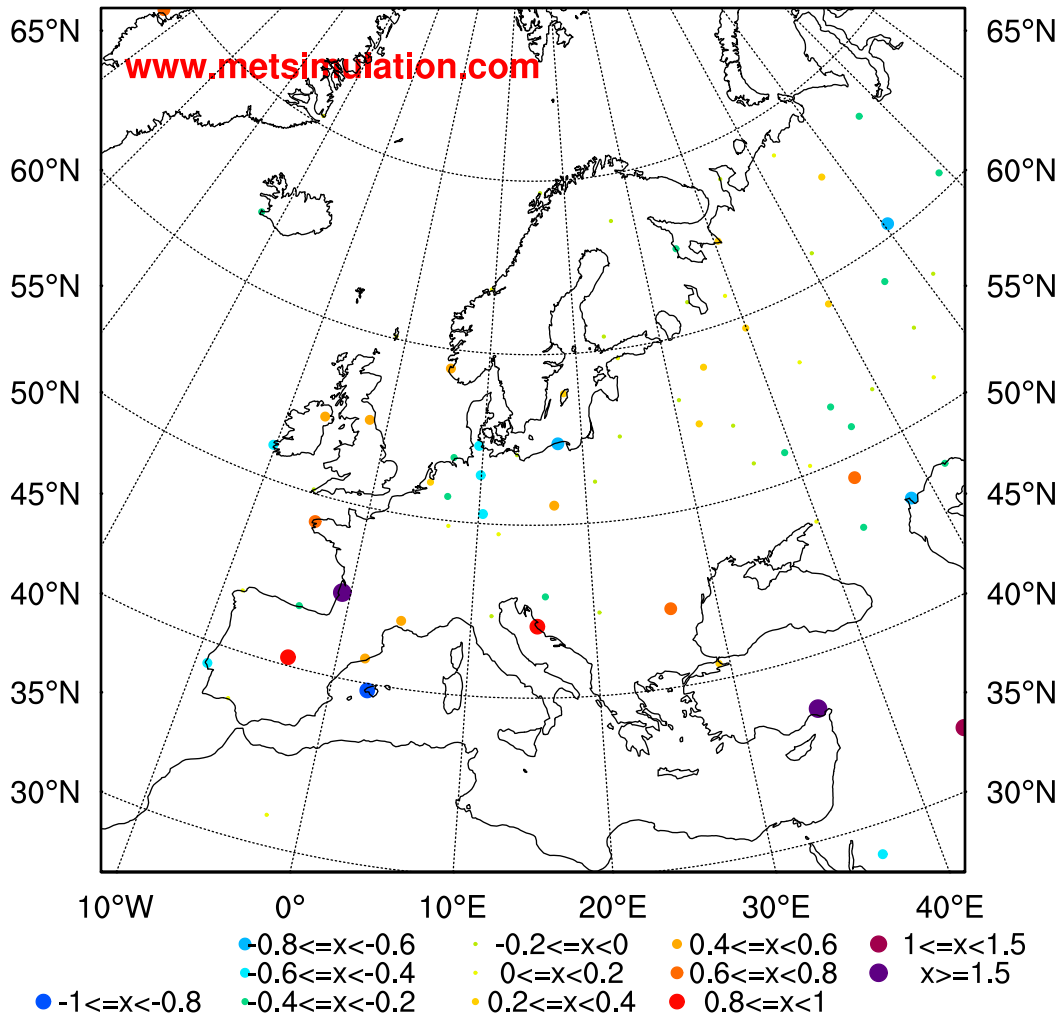 65°N 65°N
www.metsimulation.com
60°N 60°N
55°N 55°N
50°N 50°N
45°N 45°N
40°N 40°N
35°N 35°N
30°N 30°N
10°W 0° 10°E 20°E 30°E 40°E
-0.8<=x<-0.6 -0.2<=x<0 0.4<=x<0.6 1<=x<1.5
-0.6<=x<-0.4 0<=x<0.2 0.6<=x<0.8 x>=1.5
-1<=x<-0.8 -0.4<=x<-0.2 0.2<=x<0.4 0.8<=x<1